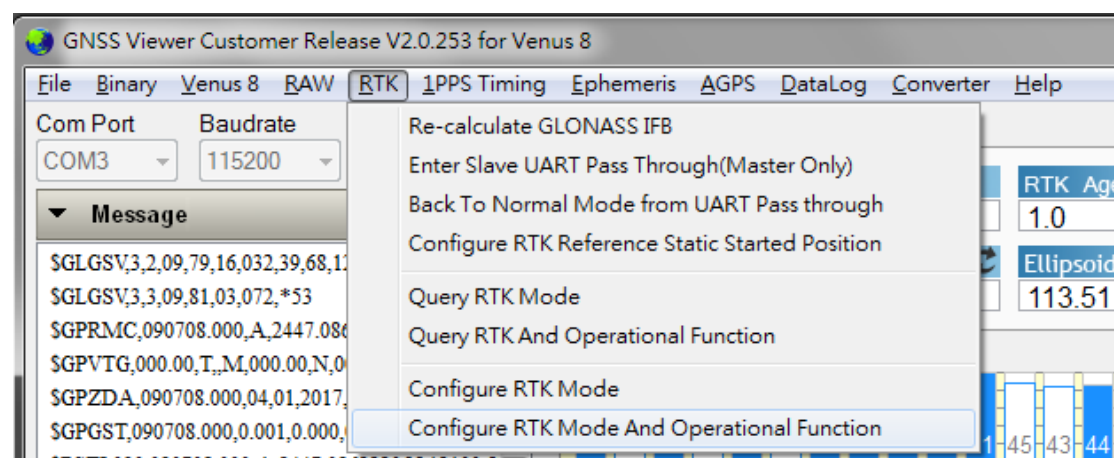 GNSS Viewer Customer Release V2.0.253 for Venus 8
File Binary Venus 8 RAW RTK 1PPS Timing Ephemeris AGPS DataLog Converter Help
Com Port Baudrate
COM3 115200
Message
$GLGSV,3,2,09,79,16,032,39,68,12
$GLGSV,3,3,09,81,03,072,*53
$GPRMC,090708.000,A,2447.086
$GPVTG,000.00,T,,M,000.00,N,0
$GPZDA,090708.000,04,01,2017,
$GPGST,090708.000,0.001,0.000,
Re-calculate GLONASS IFB
Enter Slave UART Pass Through(Master Only)
Back To Normal Mode from UART Pass through
Configure RTK Reference Static Started Position
Query RTK Mode
Query RTK And Operational Function
Configure RTK Mode
Configure RTK Mode And Operational Function
RTK Age
1.0
Ellipsoid
113.51
1 45 43 44